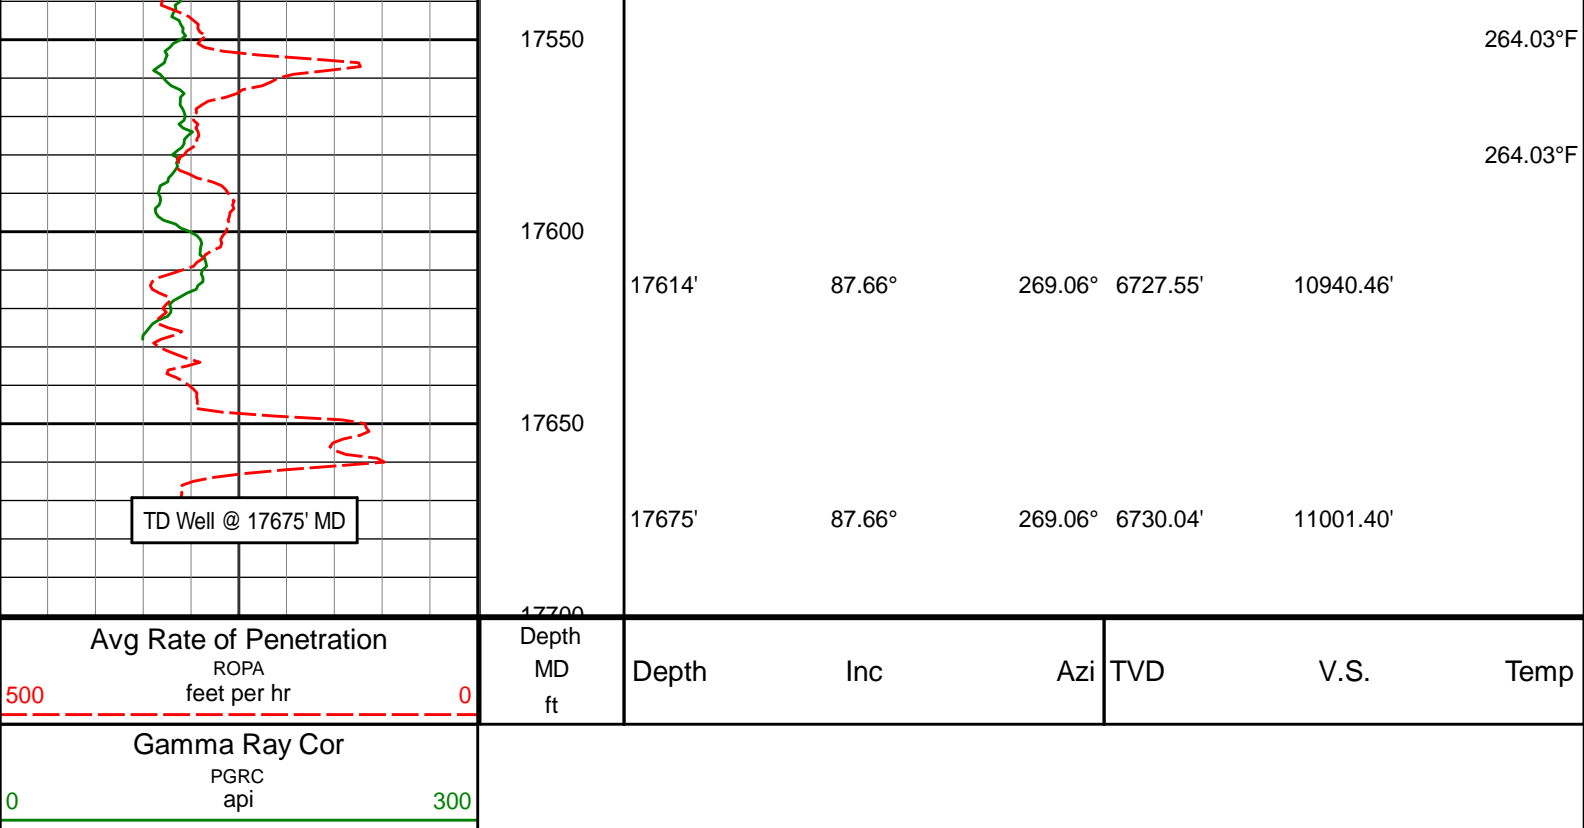 17550 264.03°F
264.03°F
17600
17614' 87.66° 269.06° 6727.55' 10940.46'
17650
TD Well @ 17675' MD
17675' 87.66° 269.06° 6730.04' 11001.40'
17700
Avg Rate of Penetration
ROPA
feet per hr
500 0
Depth
MD
ft
Depth Inc Azi TVD V.S. Temp
Gamma Ray Cor
PGRC
api
0 300